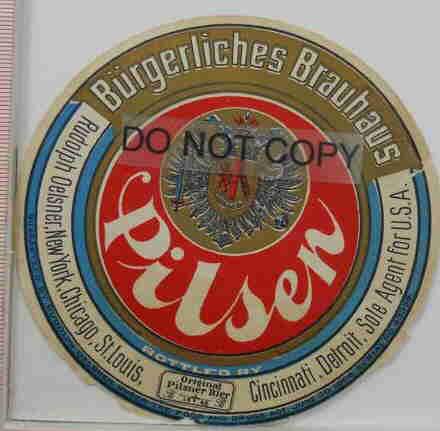 Bürgerliches Brauhaus
DO NOT COPY
Pilsen
Rudolph Oelsner, New York, Chicago, St. Louis.
BOTTLED BY
Cincinnati, Detroit, Sole Agent for U.S.A.
Original
Pilsner Bier